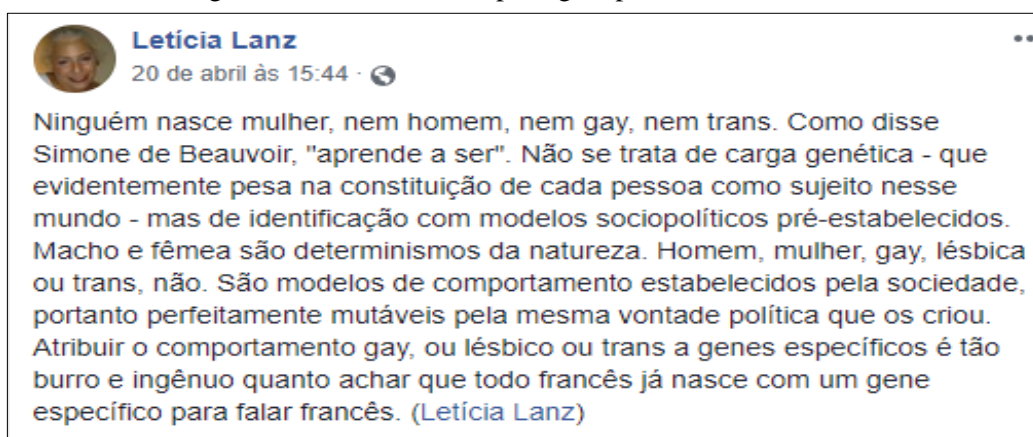 Letícia Lanz
20 de abril às 15:44 ·
Ninguém nasce mulher, nem homem, nem gay, nem trans. Como disse
Simone de Beauvoir, "aprende a ser". Não se trata de carga genética - que
evidentemente pesa na constituição de cada pessoa como sujeito nesse
mundo - mas de identificação com modelos sociopolíticos pré-estabelecidos.
Macho e fêmea são determinismos da natureza. Homem, mulher, gay, lésbica
ou trans, não. São modelos de comportamento estabelecidos pela sociedade,
portanto perfeitamente mutáveis pela mesma vontade política que os criou.
Atribuir o comportamento gay, ou lésbico ou trans a genes específicos é tão
burro e ingênuo quanto achar que todo francês já nasce com um gene
específico para falar francês. (Letícia Lanz)